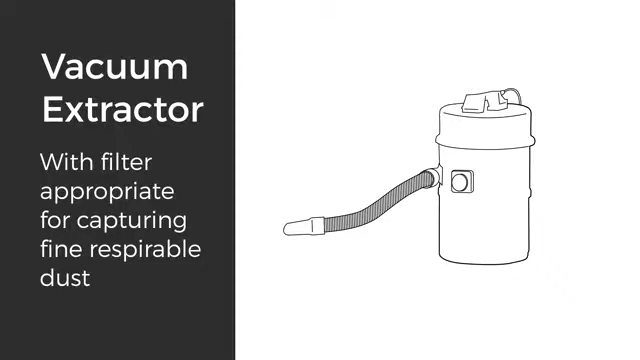 Vacuum
Extractor
With filter
appropriate
for capturing
fine respirable
dust